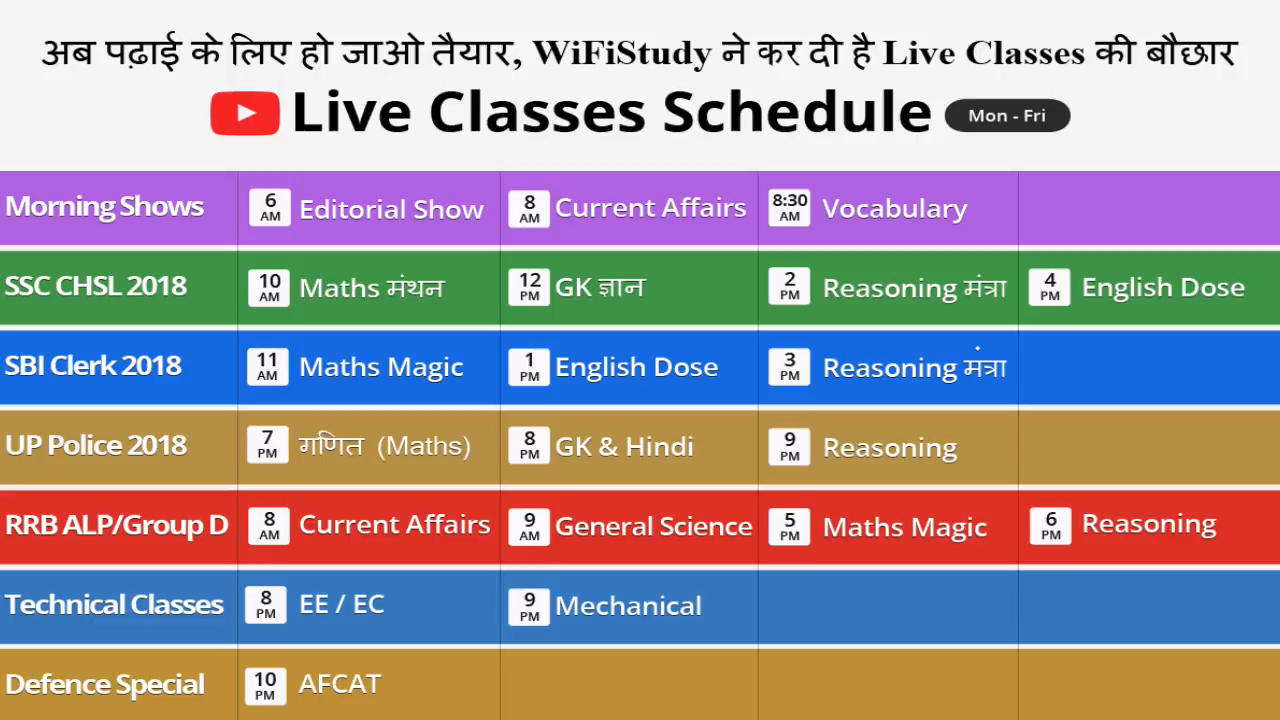 अब पढ़ाई के लिए हो जाओ तैयार, WiFiStudy ने कर दी है Live Classes की बौछार
Live Classes Schedule Mon - Fri
Morning Shows 6 AM Editorial Show 8 AM Current Affairs 8:30 AM Vocabulary
SSC CHSL 2018 10 AM Maths मंथन 12 PM GK ज्ञान 2 PM Reasoning मंत्रा 4 PM English Dose
SBI Clerk 2018 11 AM Maths Magic 1 PM English Dose 3 PM Reasoning मंत्रा
UP Police 2018 7 PM गणित (Maths) 8 PM GK & Hindi 9 PM Reasoning
RRB ALP/Group D 8 AM Current Affairs 9 AM General Science 5 PM Maths Magic 6 PM Reasoning
Technical Classes 8 PM EE / EC 9 PM Mechanical
Defence Special 10 PM AFCAT